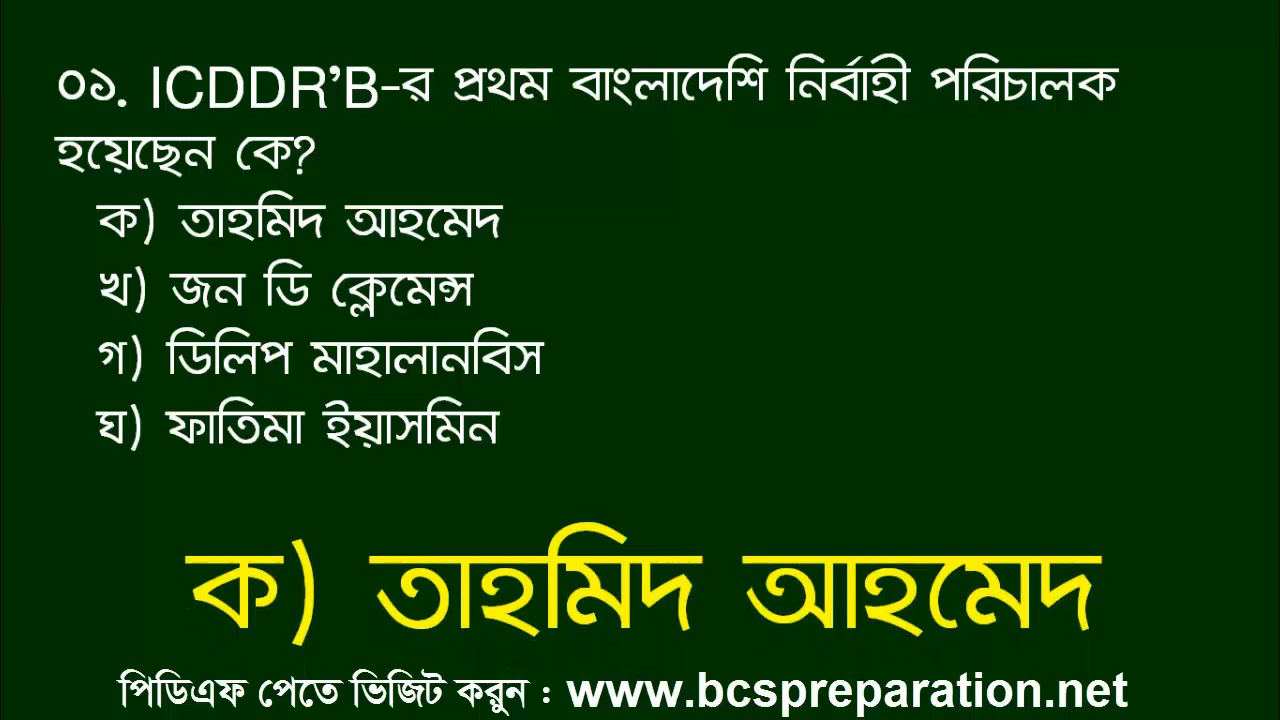 ০১. ICDDR’B-র প্রথম বাংলাদেশি নির্বাহী পরিচালক
হয়েছেন কে?
ক) তাহমিদ আহমেদ
খ) জন ডি ক্লেমেন্স
গ) ডিলিপ মাহালানবিস
ঘ) ফাতিমা ইয়াসমিন
ক) তাহমিদ আহমেদ
পিডিএফ পেতে ভিজিট করুন : www.bcspreparation.net